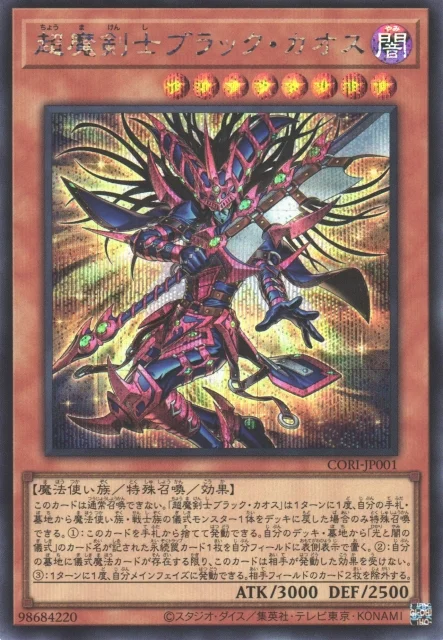 超魔剣士ブラック・カオス
闇
CORI-JP001
【魔法使い族／特殊召喚／効果】
このカードは通常召喚できない。「超魔剣士ブラック・カオス」は1ターンに1度、自分の手札・
墓地から魔法使い族・戦士族の儀式モンスター1体をデッキに戻した場合のみ特殊召喚
できる。①：このカードを手札から捨てて発動できる。自分のデッキ・墓地から「光と闇の
儀式」のカード名が記された永続罠カード1枚を自分フィールドに表側表示で置く。②：自分
の墓地に儀式魔法カードが存在する限り、このカードは相手が発動した効果を受けない。
③：1ターンに1度、自分メインフェイズに発動できる。相手フィールドのカード2枚を除外する。
ATK/3000 DEF/2500
98684220
©スタジオ・ダイス／集英社・テレビ東京・KONAMI